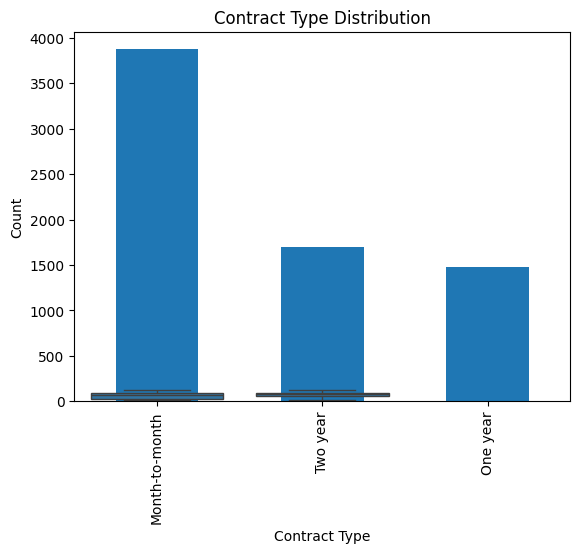 Contract Type Distribution
Count
4000
3500
3000
2500
2000
1500
1000
500
0
Month-to-month
Two year
One year
Contract Type